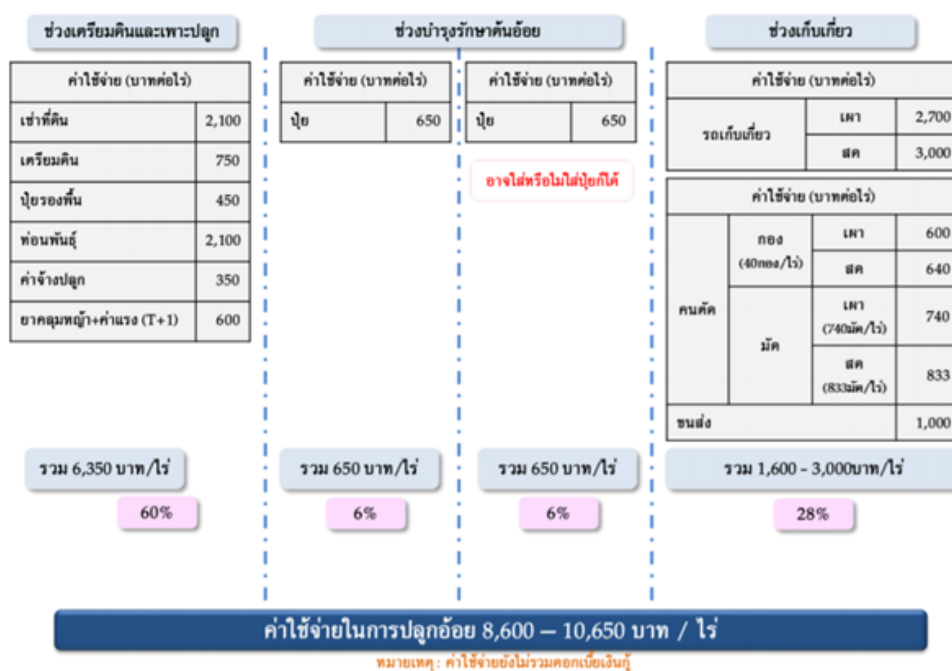 ช่วงเตรียมดินและเพาะปลูก
ค่าใช้จ่าย (บาทต่อไร่)
เช่าที่ดิน 2,100
เตรียมดิน 750
ปุ๋ยรองพื้น 450
ท่อนพันธุ์ 2,100
ค่าจ้างปลูก 350
ยาคลุมหญ้า+ค่าแรง (T+1) 600
รวม 6,350 บาท/ไร่
60%
ช่วงบำรุงรักษาต้นอ้อย
ค่าใช้จ่าย (บาทต่อไร่)
ปุ๋ย 650
รวม 650 บาท/ไร่
6%
ค่าใช้จ่าย (บาทต่อไร่)
ปุ๋ย 650
อาจใส่หรือไม่ใส่ปุ๋ยก็ได้
รวม 650 บาท/ไร่
6%
ช่วงเก็บเกี่ยว
ค่าใช้จ่าย (บาทต่อไร่)
รถเก็บเกี่ยว เผา 2,700
สด 3,000
ค่าใช้จ่าย (บาทต่อไร่)
คนตัด กอง (40กอง/ไร่) เผา 600
สด 640
มัด เผา (740มัด/ไร่) 740
สด (833มัด/ไร่) 833
ขนส่ง 1,000
รวม 1,600 - 3,000บาท/ไร่
28%
ค่าใช้จ่ายในการปลูกอ้อย 8,600 – 10,650 บาท / ไร่
หมายเหตุ : ค่าใช้จ่ายยังไม่รวมดอกเบี้ยเงินกู้